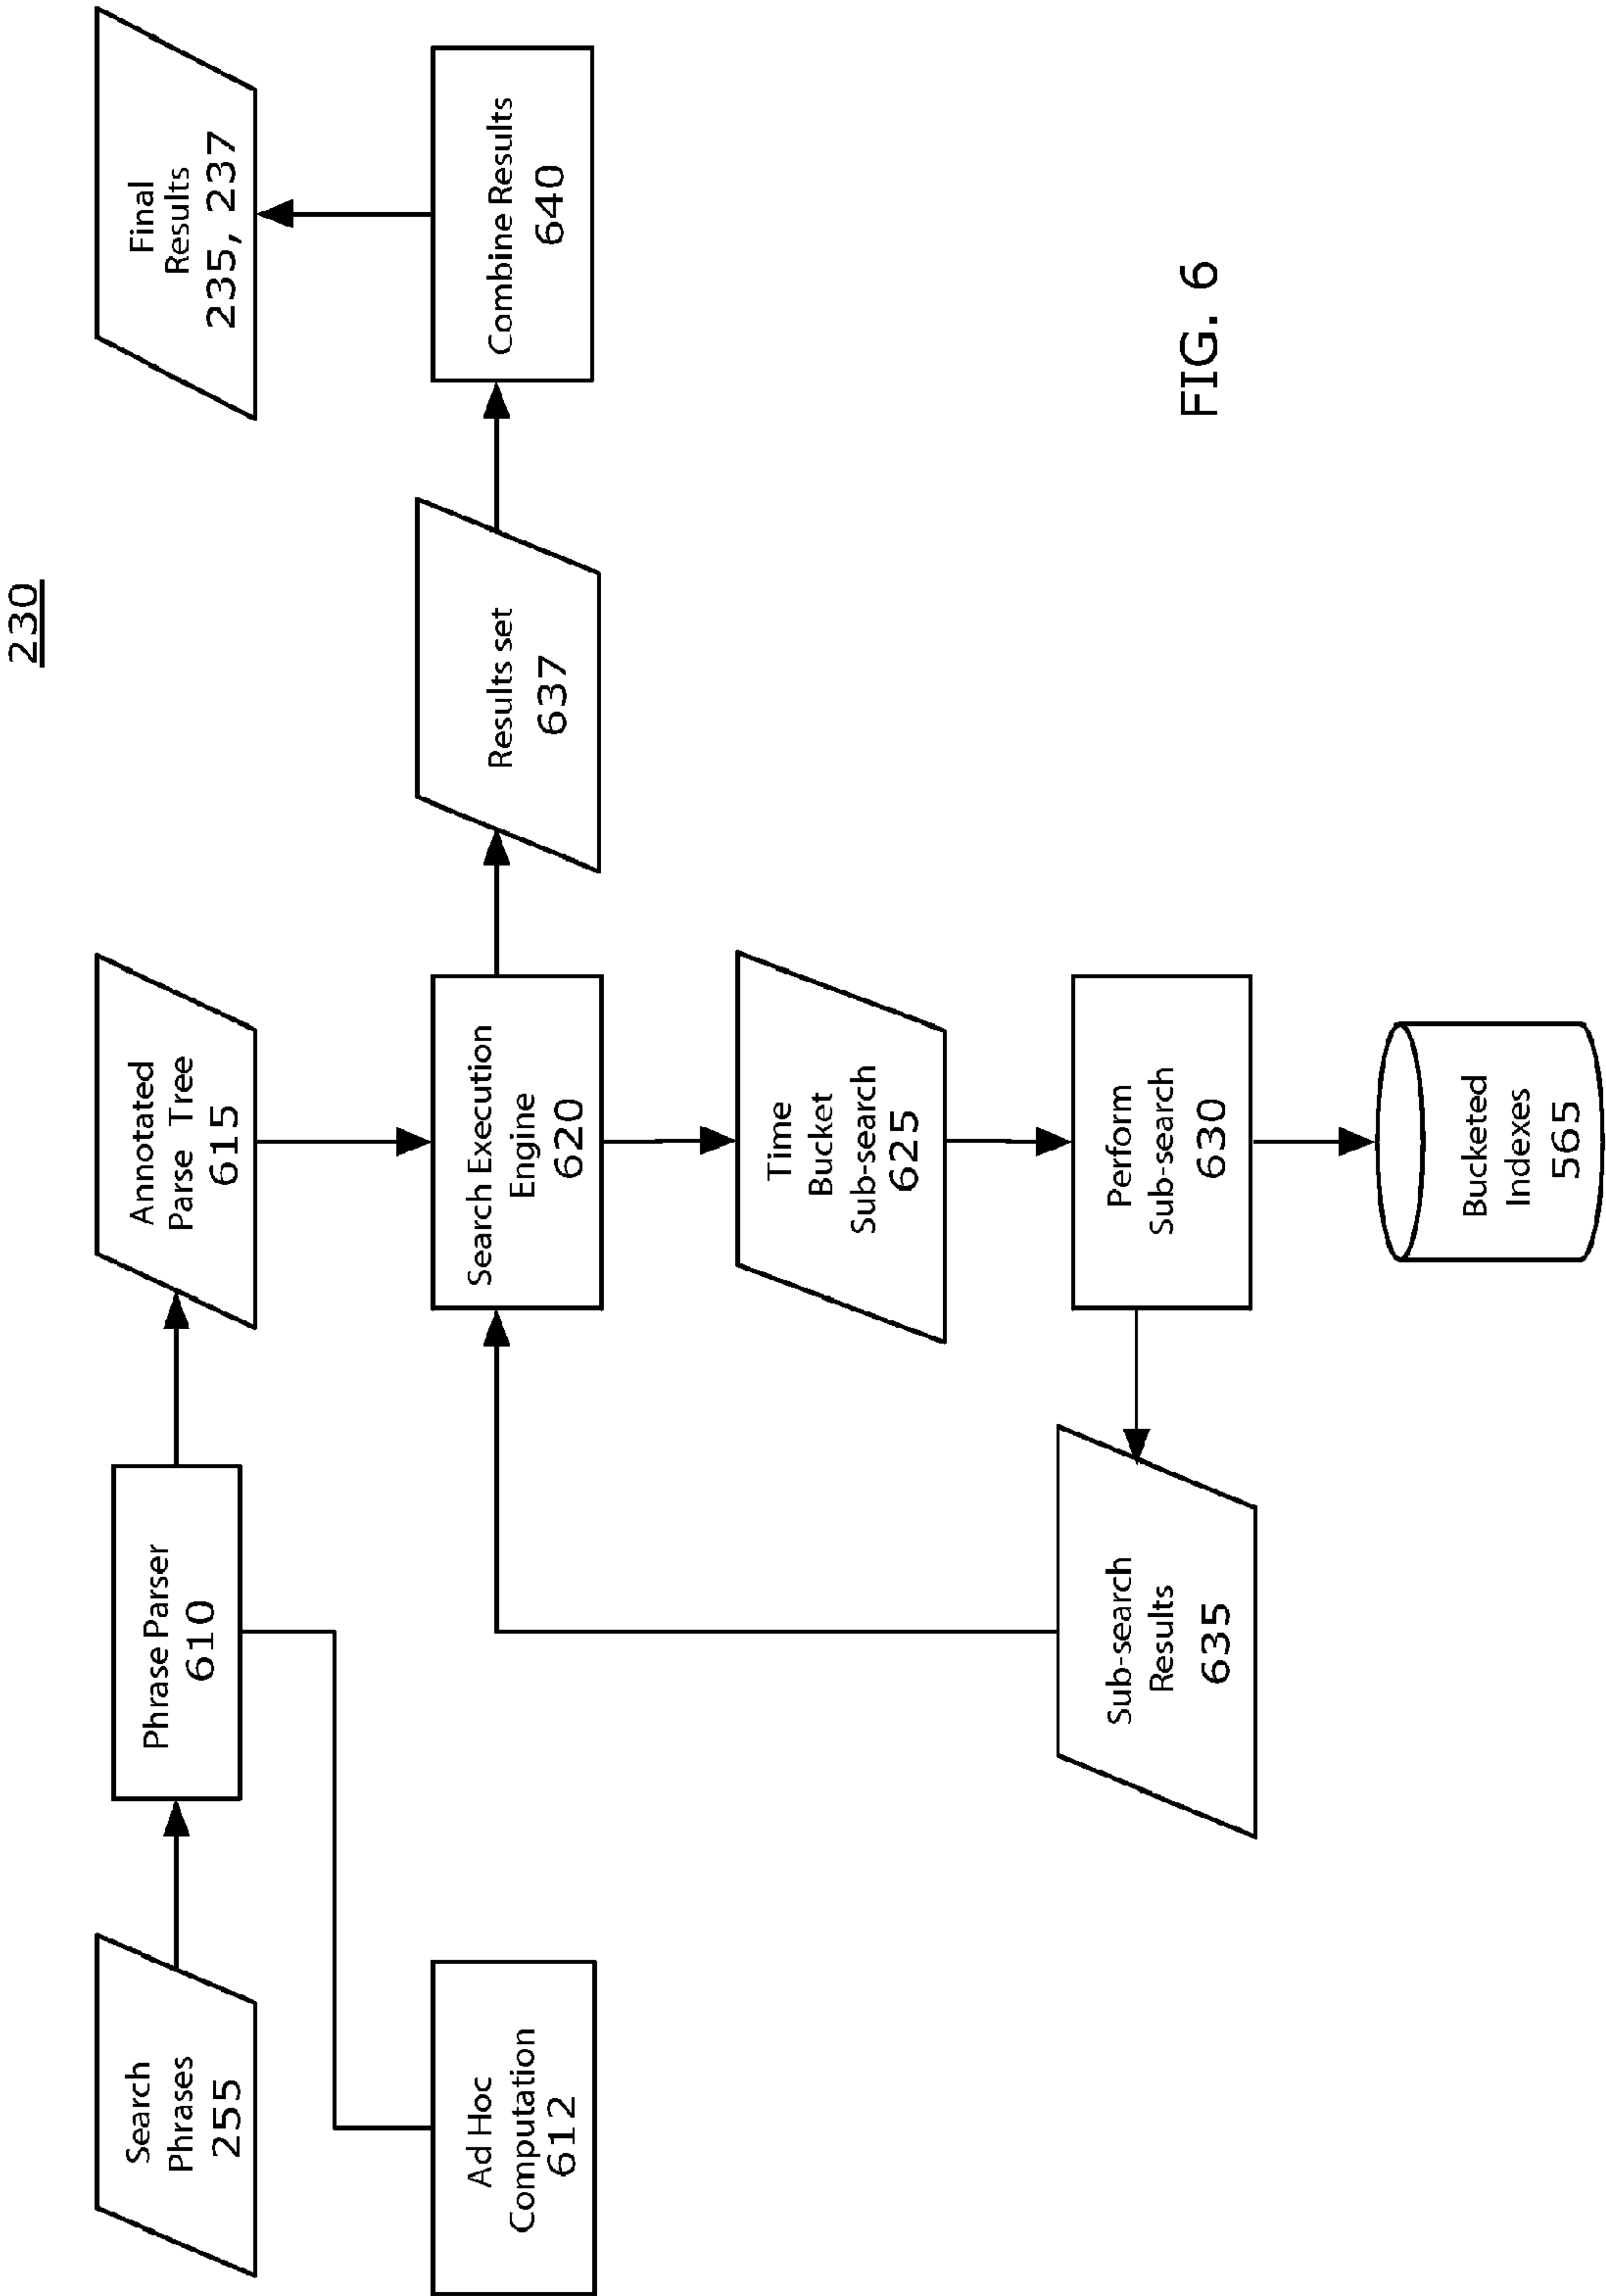 230
Search
Phrases
255
Phrase Parser
610
Annotated
Parse Tree
615
Final
Results
235, 237
Ad Hoc
Computation
612
Search Execution
Engine
620
Results set
637
Combine Results
640
Time
Bucket
Sub-search
625
Sub-search
Results
635
Perform
Sub-search
630
Bucketed
Indexes
565
FIG. 6